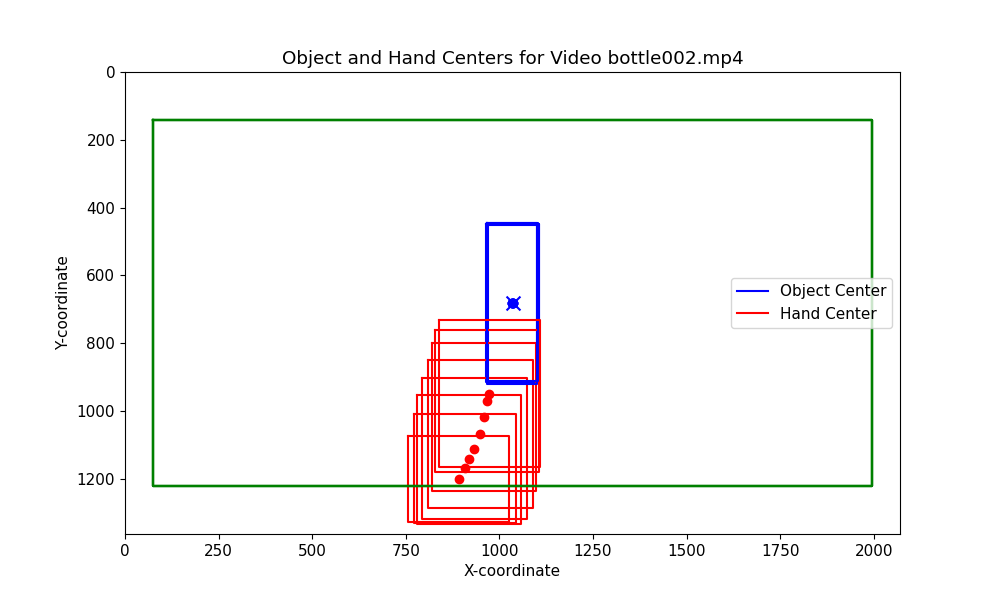 Object and Hand Centers for Video bottle002.mp4
0
200
400
600
800
1000
1200
Y-coordinate
Object Center
Hand Center
0 250 500 750 1000 1250 1500 1750 2000
X-coordinate